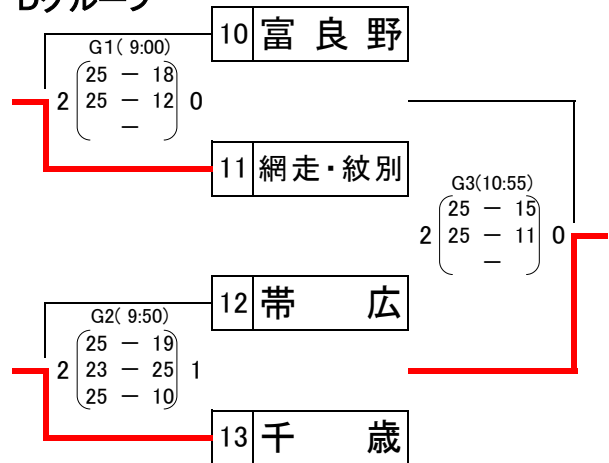 Dグループ
10 富良野
G1( 9:00)
25 － 18
2 25 － 12 0
－
11 網走・紋別
G3(10:55)
25 － 15
2 25 － 11 0
－
12 帯 広
G2( 9:50)
25 － 19
2 23 － 25 1
25 － 10
13 千 歳